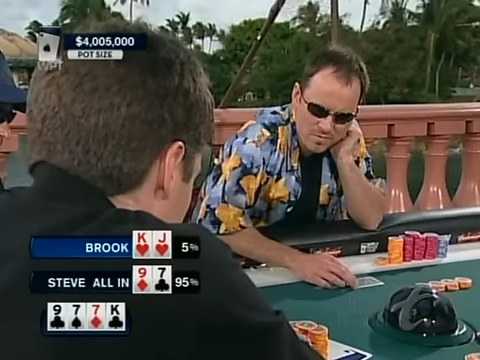 $4,005,000
POT SIZE
BROOK K J 5%
STEVE ALL IN 9 7 95%
9 7 7 K